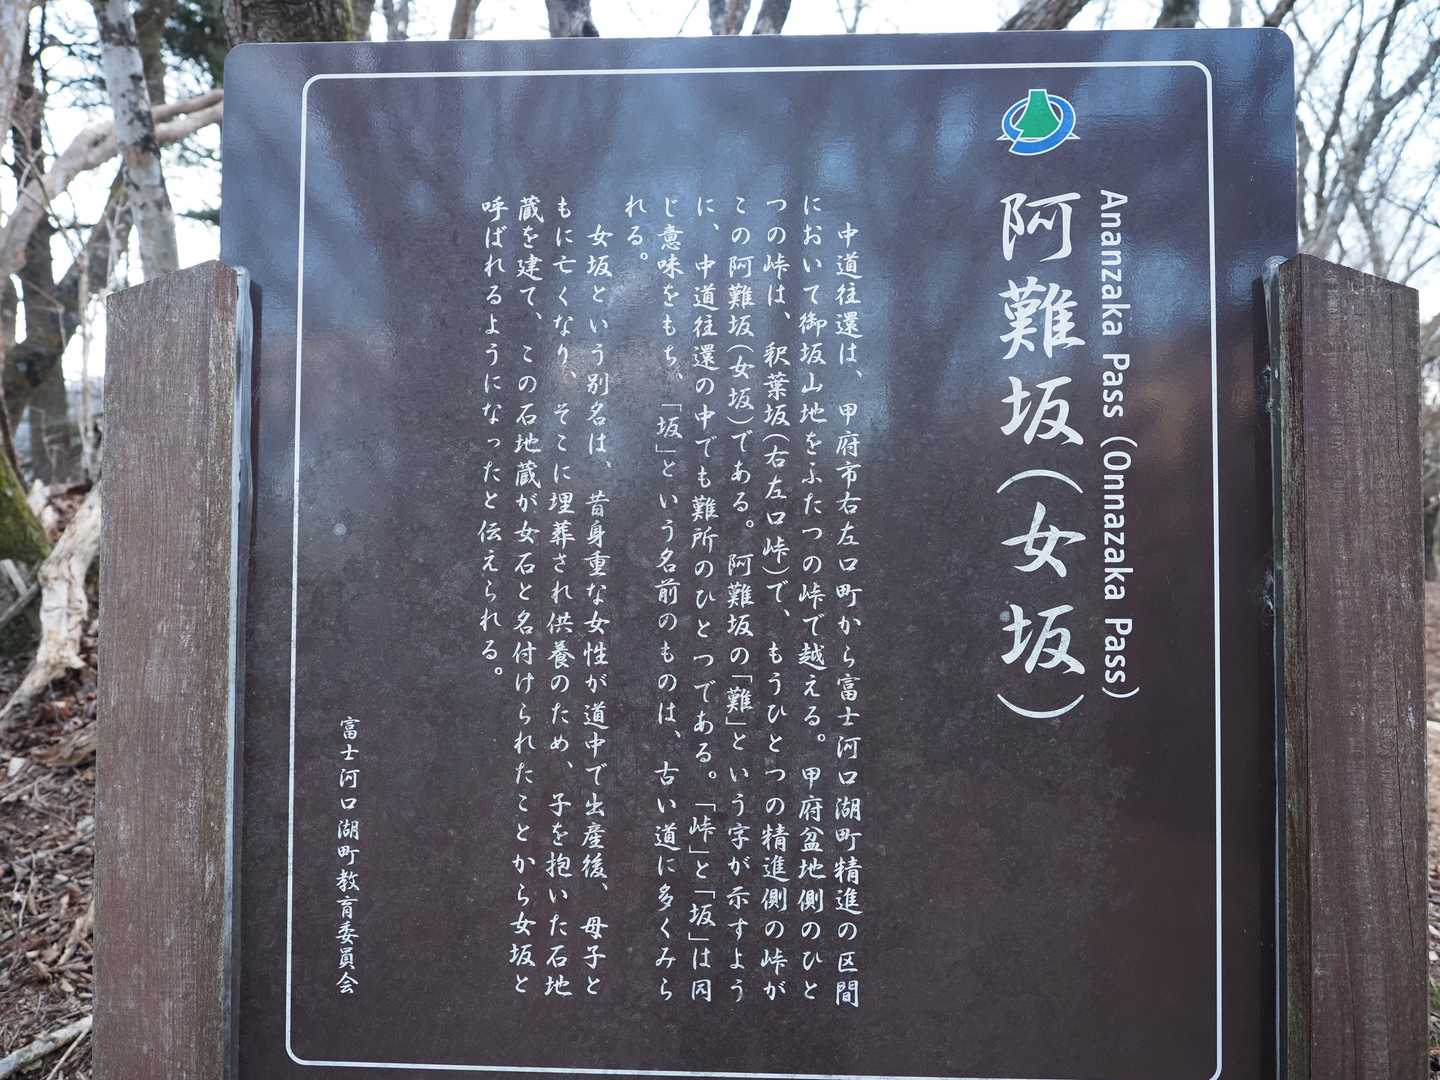 Ananzaka Pass (Onnazaka Pass)
阿難坂(女坂)
中道往還は、甲府市右左口町から富士河口湖町精進の区間
において御坂山地をふたつの峠で越える。甲府盆地側のひと
つの峠は、釈葉坂(右左口峠)で、もうひとつの精進側の峠が
この阿難坂(女坂)である。阿難坂の「難」という字が示すよう
に、中道往還の中でも難所のひとつである。「峠」と「坂」は同
じ意味をもち、「坂」という名前のものは、古い道に多くみら
れる。
女坂という別名は、昔身重な女性が道中で出産後、母子と
もに亡くなり、そこに埋葬され供養のため、子を抱いた石地
蔵を建て、この石地蔵が女石と名付けられたことから女坂と
呼ばれるようになったと伝えられる。
富士河口湖町教育委員会